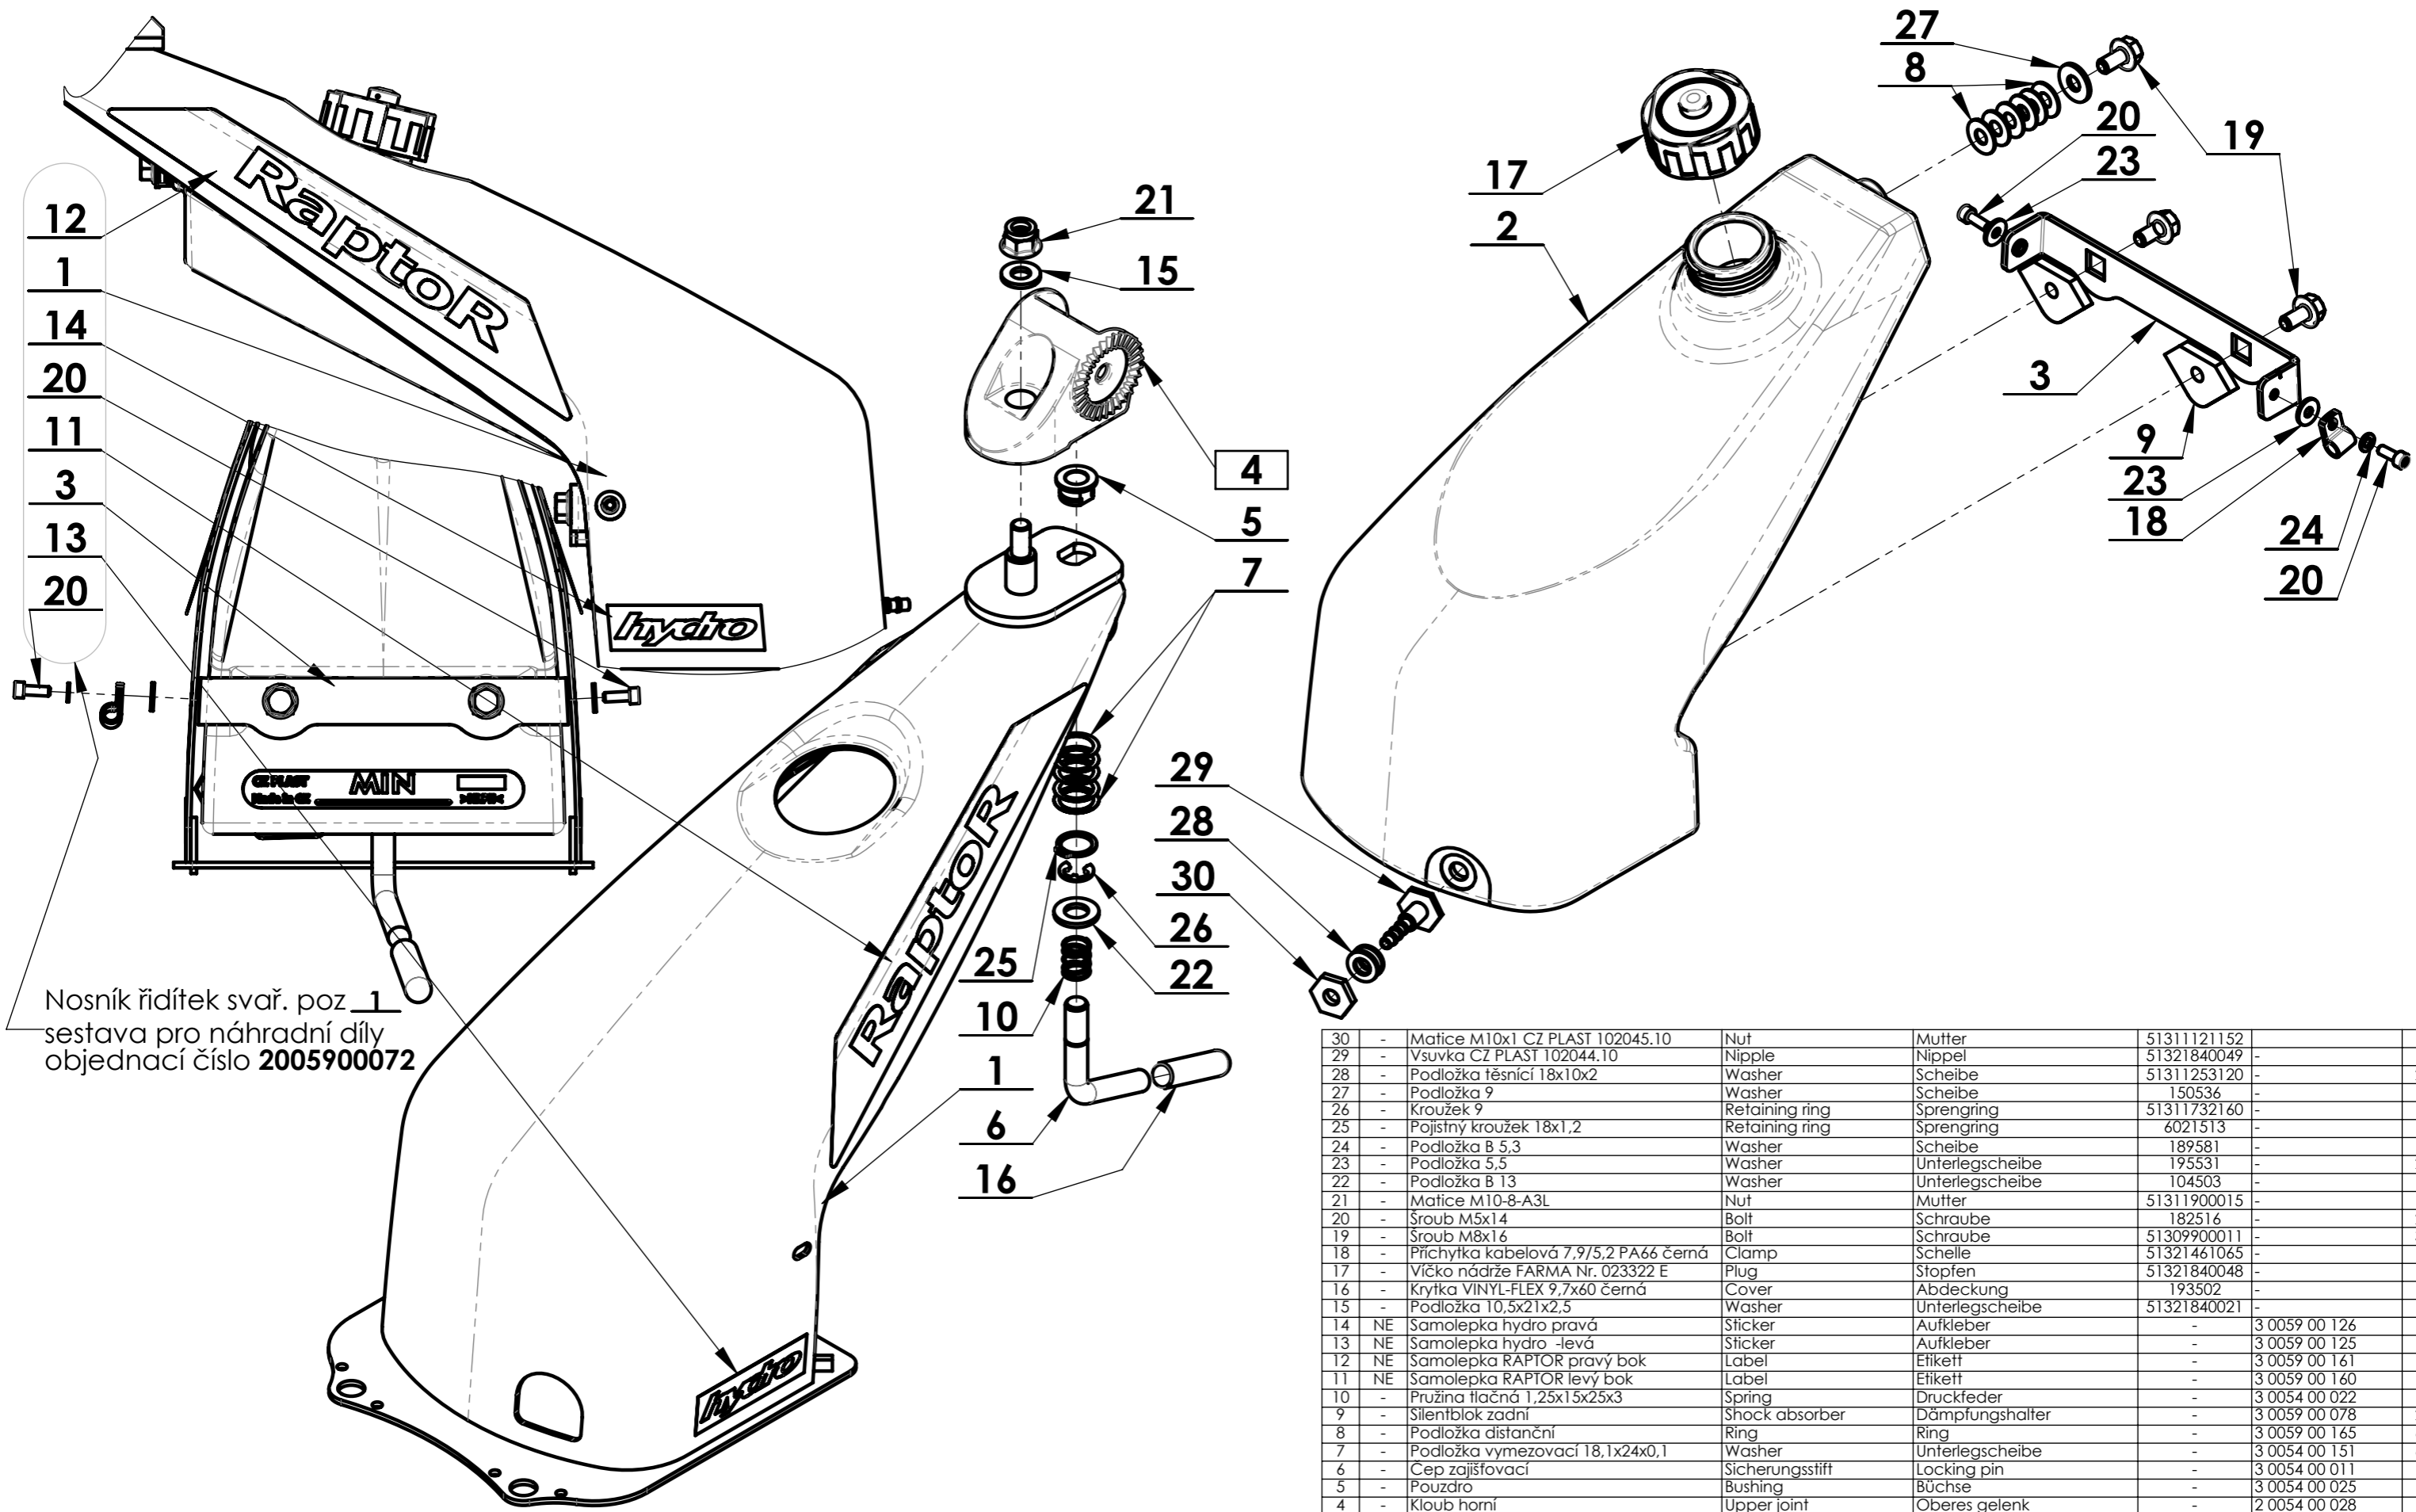 27
8
20
19
23
17
2
21
15
12
1
14
20
11
3
13
20
RaptoR
4
5
3
9
23
18
24
20
7
hydro
CZ PLAST
Made in CZ
MIN
29
28
30
25
26
22
10
RaptoR
1
6
16
hydro
Nosník řidítek svař. poz 1
sestava pro náhradní díly
objednací číslo 2005900072
30 - Matice M10x1 CZ PLAST 102045.10 Nut Mutter 51311121152
29 - Vsuvka CZ PLAST 102044.10 Nipple Nippel 51321840049 -
28 - Podložka těsnící 18x10x2 Washer Scheibe 51311253120 -
27 - Podložka 9 Washer Scheibe 150536 -
26 - Kroužek 9 Retaining ring Sprengring 51311732160 -
25 - Pojistný kroužek 18x1,2 Retaining ring Sprengring 6021513 -
24 - Podložka B 5,3 Washer Scheibe 189581 -
23 - Podložka 5,5 Washer Unterlegscheibe 195531 -
22 - Podložka B 13 Washer Unterlegscheibe 104503 -
21 - Matice M10-8-A3L Nut Mutter 51311900015 -
20 - Šroub M5x14 Bolt Schraube 182516 -
19 - Šroub M8x16 Bolt Schraube 51309900011 -
18 - Příchytka kabelová 7,9/5,2 PA66 černá Clamp Schelle 51321461065 -
17 - Víčko nádrže FARMA Nr. 023322 E Plug Stopfen 51321840048 -
16 - Krytka VINYL-FLEX 9,7x60 černá Cover Abdeckung 193502 -
15 - Podložka 10,5x21x2,5 Washer Unterlegscheibe 51321840021 -
14 NE Samolepka hydro pravá Sticker Aufkleber - 3 0059 00 126
13 NE Samolepka hydro -levá Sticker Aufkleber - 3 0059 00 125
12 NE Samolepka RAPTOR pravý bok Label Etikett - 3 0059 00 161
11 NE Samolepka RAPTOR levý bok Label Etikett - 3 0059 00 160
10 - Pružina tlačná 1,25x15x25x3 Spring Druckfeder - 3 0054 00 022
9 - Silentblok zadní Shock absorber Dämpfungshalter - 3 0059 00 078
8 - Podložka distanční Ring Ring - 3 0059 00 165
7 - Podložka vymezovací 18,1x24x0,1 Washer Unterlegscheibe - 3 0054 00 151
6 - Čep zajišťovací Sicherungsstift Locking pin - 3 0054 00 011
5 - Pouzdro Bushing Büchse - 3 0054 00 025
4 - Kloub horní Upper joint Oberes gelenk - 2 0054 00 028